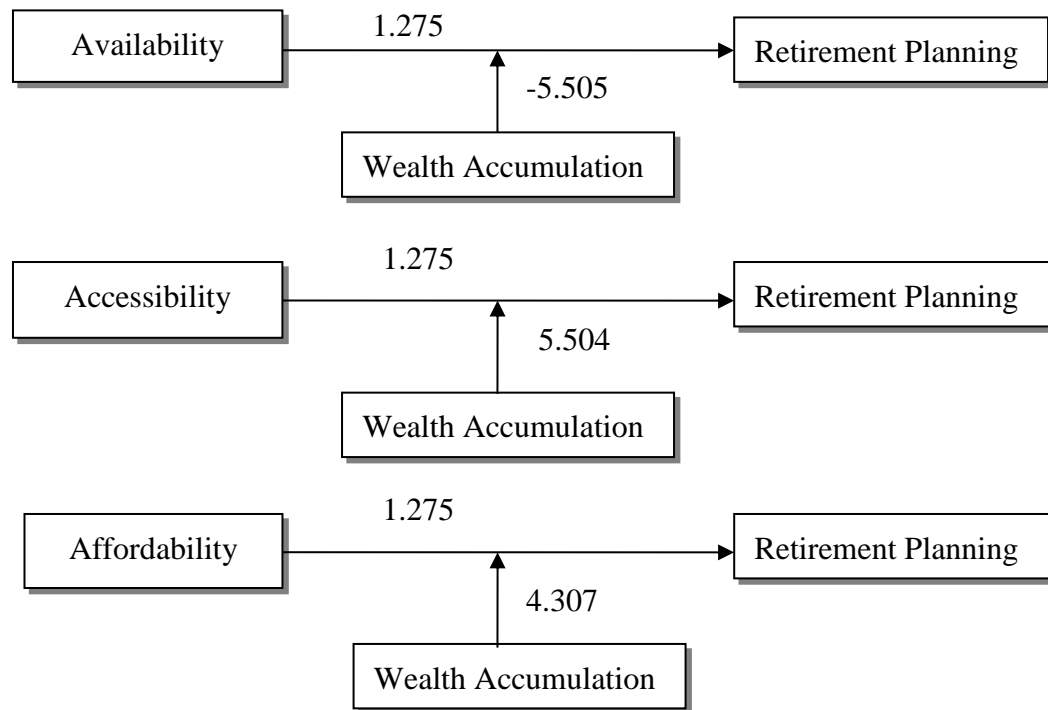 1.275
Availability
Retirement Planning
-5.505
Wealth Accumulation
1.275
Accessibility
Retirement Planning
5.504
Wealth Accumulation
1.275
Affordability
Retirement Planning
4.307
Wealth Accumulation